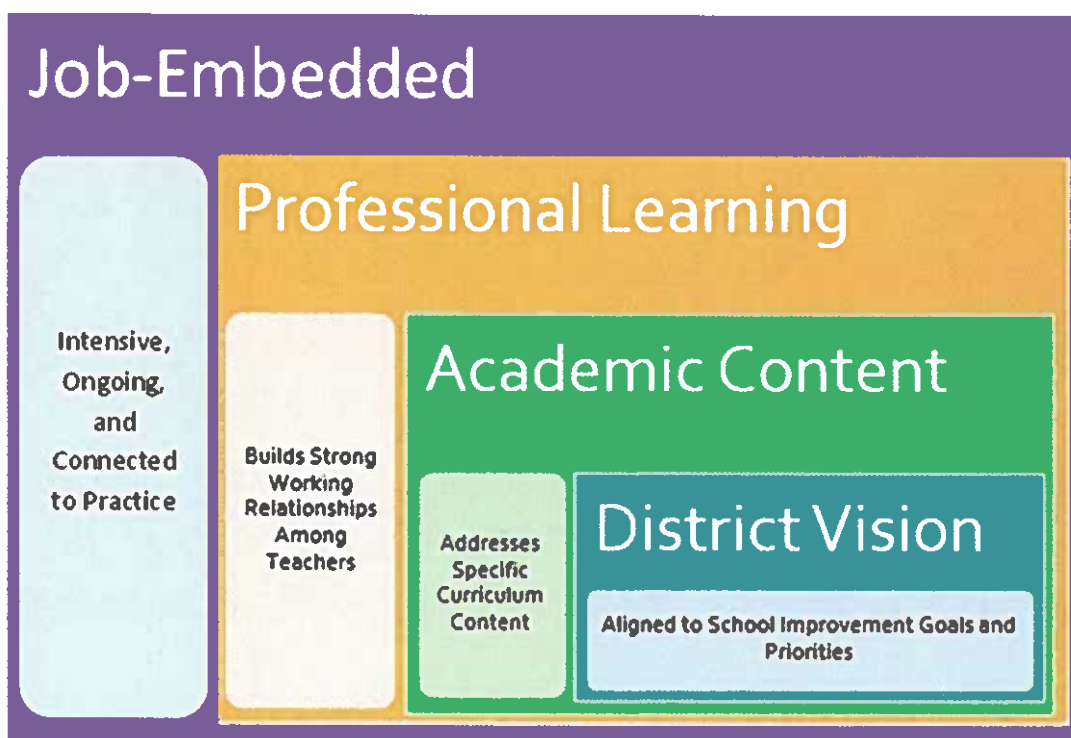 Job-Embedded
Intensive,
Ongoing,
and
Connected
to Practice
Professional Learning
Builds Strong
Working
Relationships
Among
Teachers
Academic Content
Addresses
Specific
Curriculum
Content
District Vision
Aligned to School Improvement Goals and
Priorities